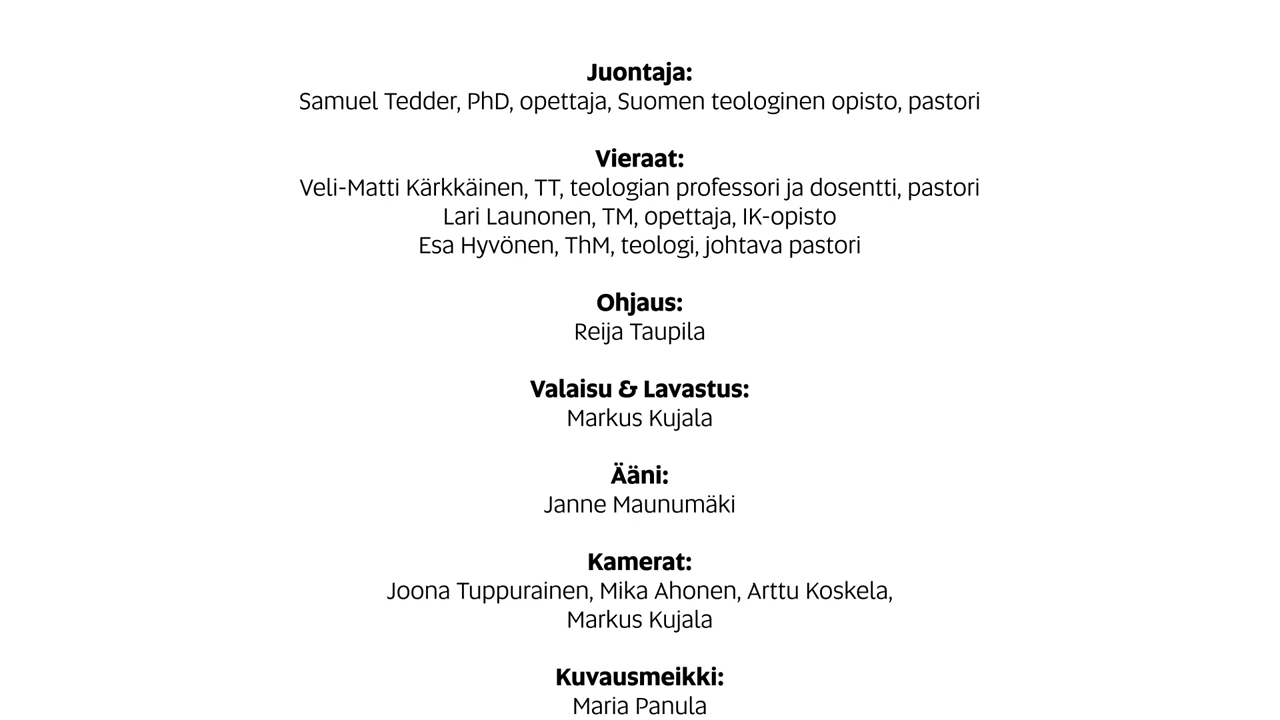 Juontaja:
Samuel Tedder, PhD, opettaja, Suomen teologinen opisto, pastori
Vieraat:
Veli-Matti Kärkkäinen, TT, teologian professori ja dosentti, pastori
Lari Launonen, TM, opettaja, IK-opisto
Esa Hyvönen, ThM, teologi, johtava pastori
Ohjaus:
Reija Taupila
Valaisu & Lavastus:
Markus Kujala
Ääni:
Janne Maunumäki
Kamerat:
Joona Tuppurainen, Mika Ahonen, Arttu Koskela,
Markus Kujala
Kuvausmeikki:
Maria Panula